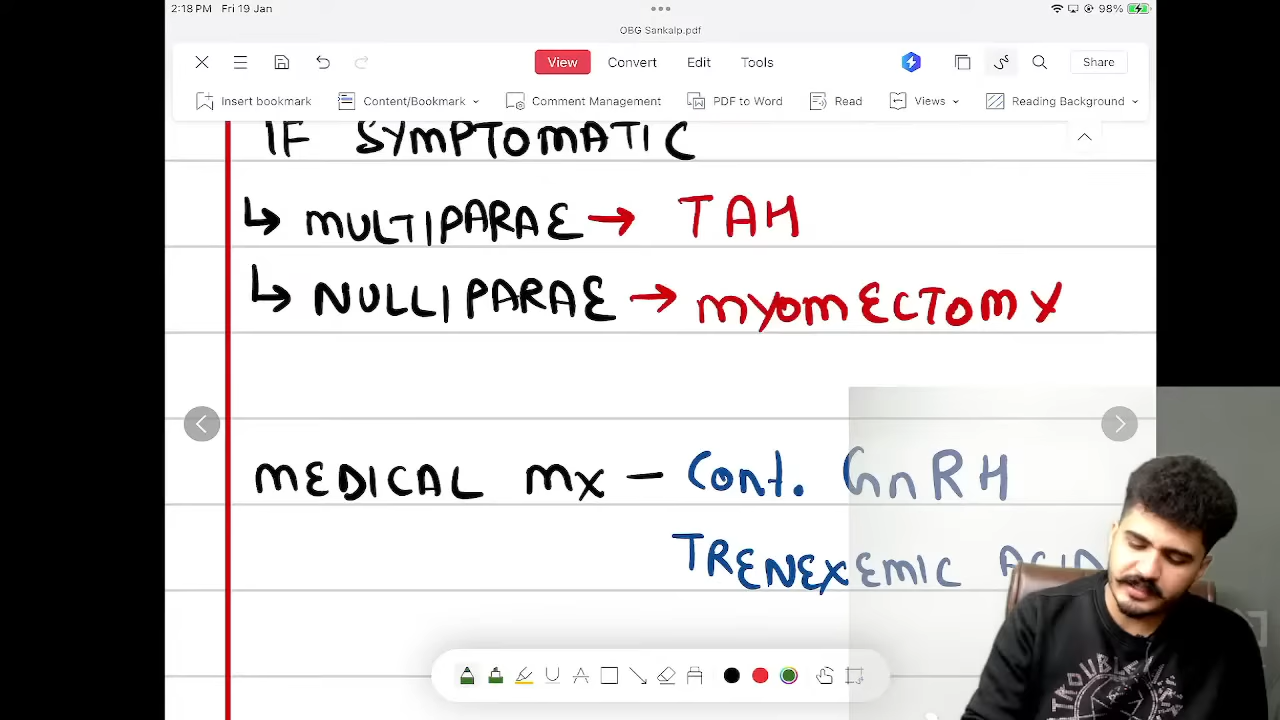 2:18 PM Fri 19 Jan 98%
OBG Sankalp.pdf
View Convert Edit Tools Share
Insert bookmark Content/Bookmark Comment Management PDF to Word Read Views Reading Background
IF SYMPTOMATIC
↳ MULTIPARAE → TAH
↳ NULLIPARAE → MYOMECTOMY
MEDICAL MX - Cont. GnRH
TRENEXEMIC ACID
TROUBLE